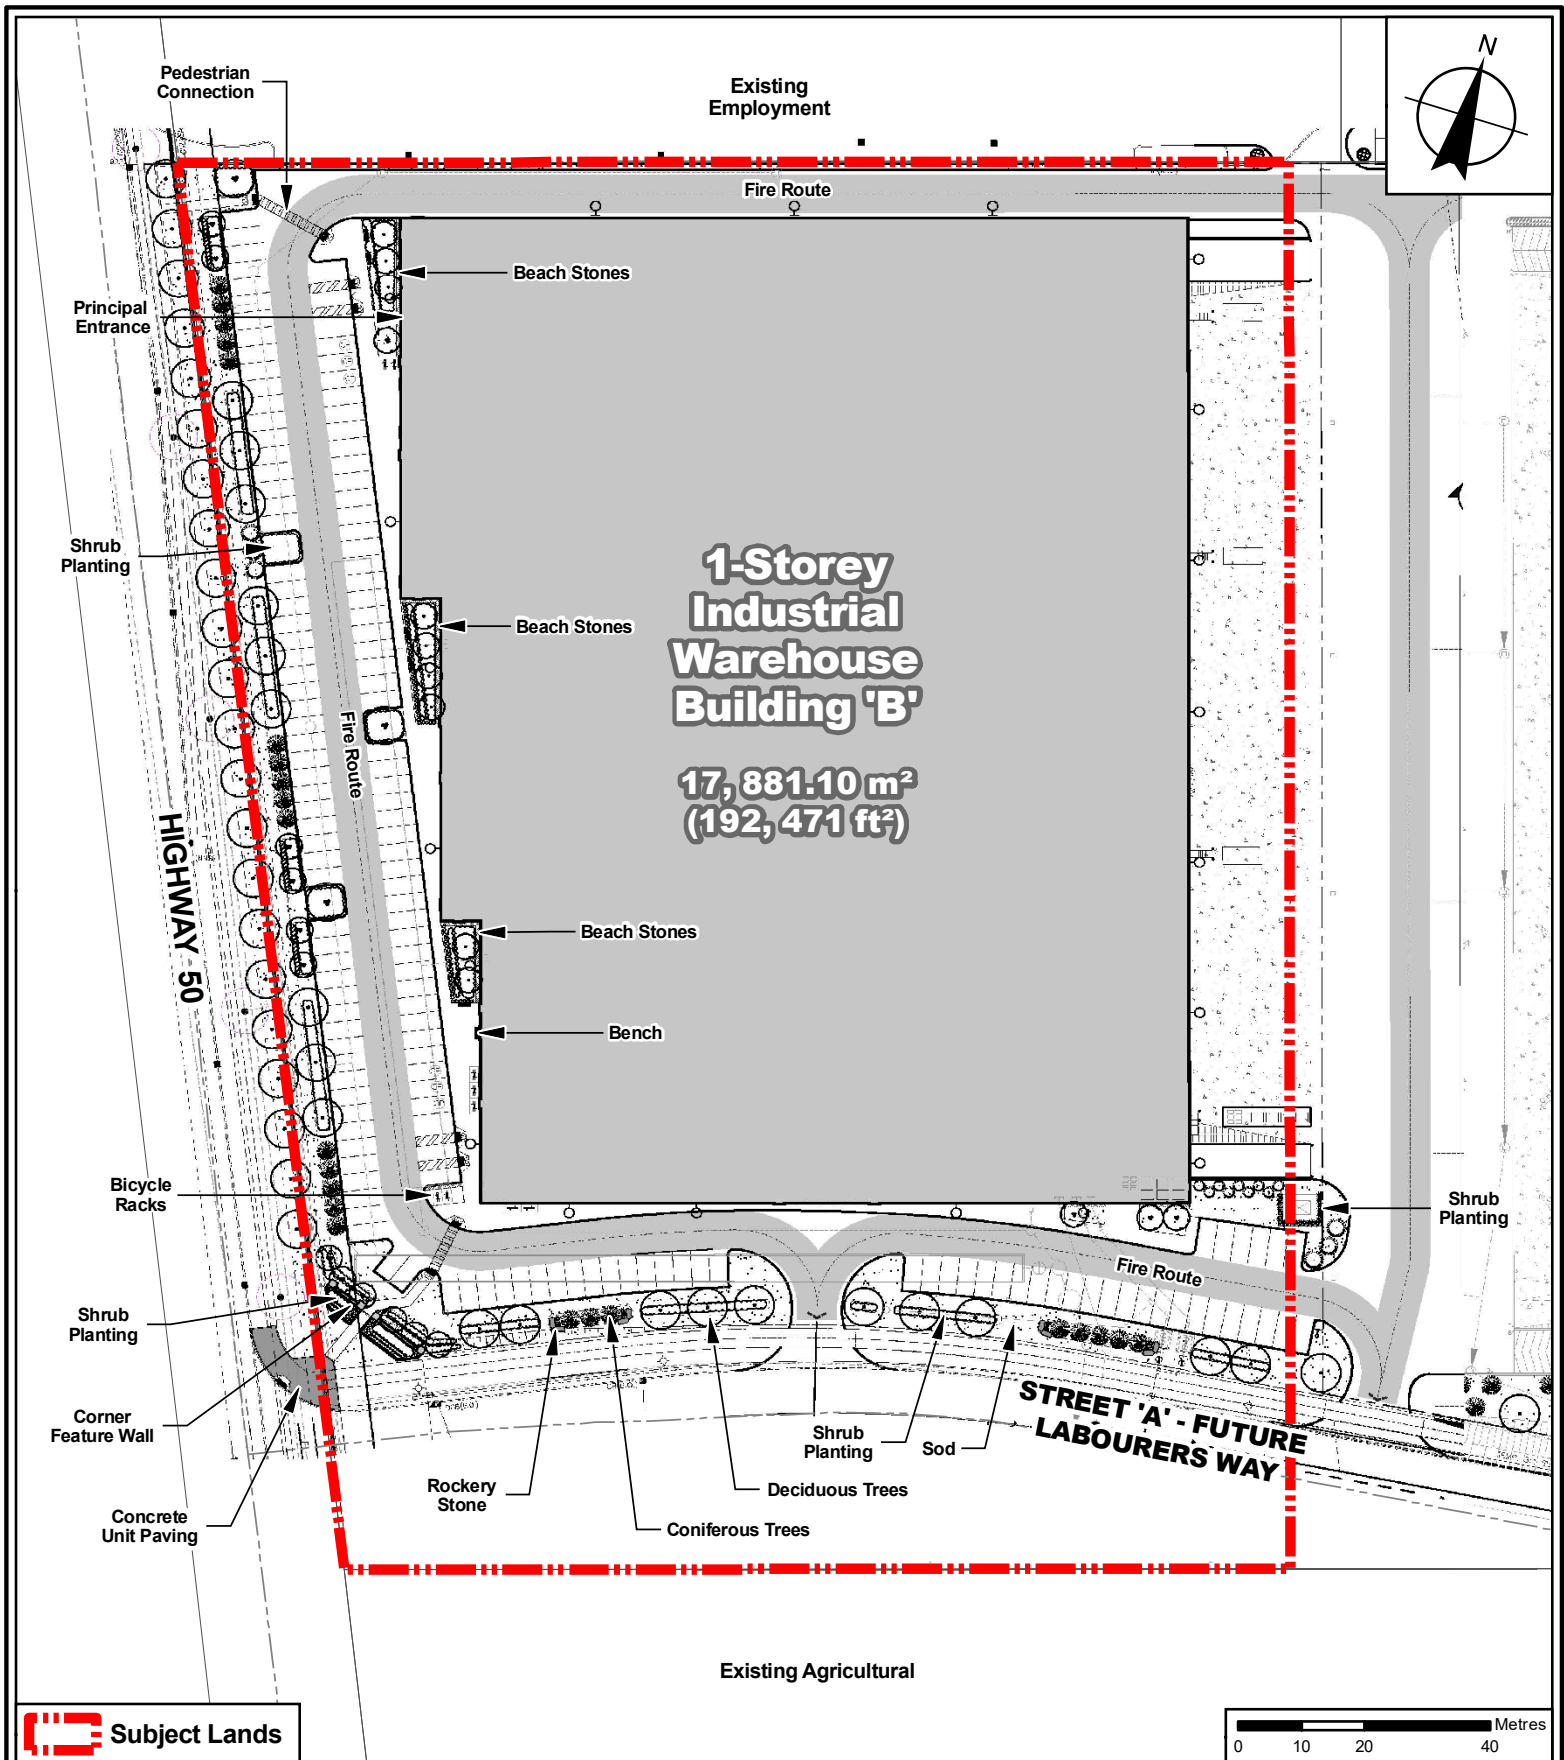 N
Pedestrian
Connection
Existing
Employment
Fire Route
Beach Stones
Principal
Entrance
Shrub
Planting
1-Storey
Industrial
Warehouse
Building 'B'
17, 881.10 m²
(192, 471 ft²)
Beach Stones
Fire Route
HIGHWAY 50
Beach Stones
Bench
Bicycle
Racks
Shrub
Planting
Fire Route
Shrub
Planting
Corner
Feature Wall
STREET 'A' - FUTURE
LABOURERS WAY
Shrub
Planting
Sod
Rockery
Stone
Deciduous Trees
Coniferous Trees
Concrete
Unit Paving
Existing Agricultural
Subject Lands
Metres
0 10 20 40